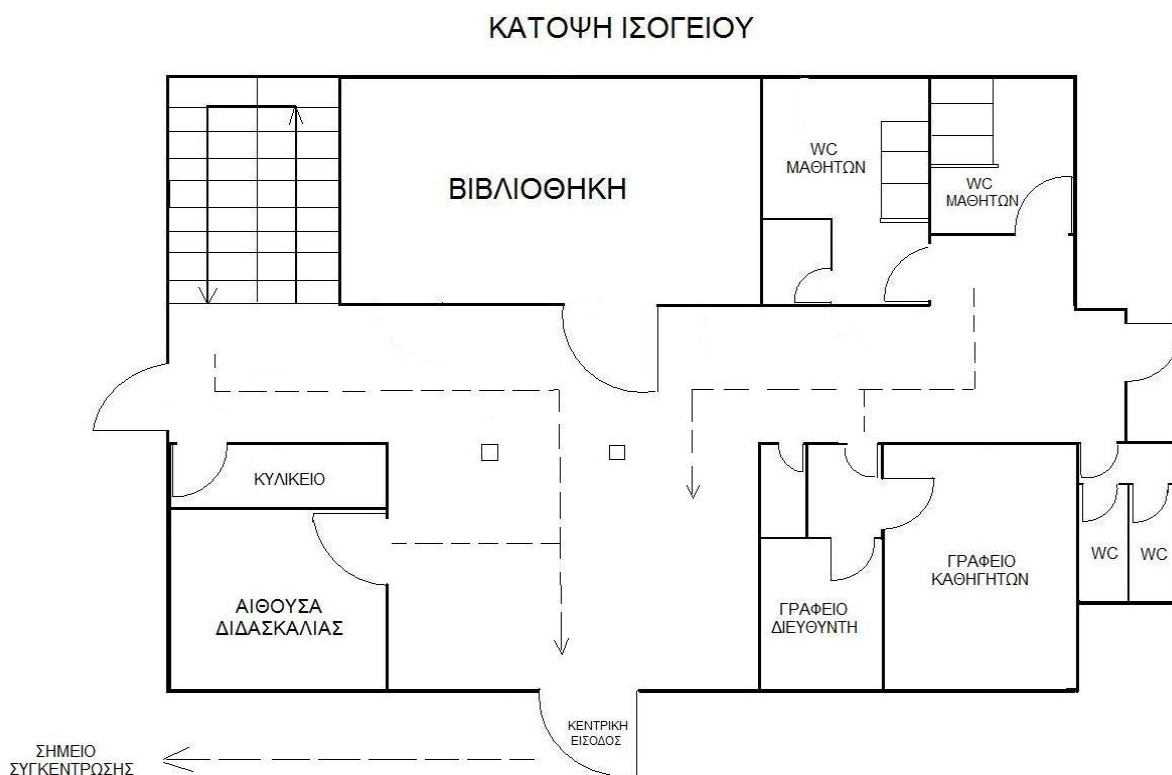 ΚΑΤΟΨΗ ΙΣΟΓΕΙΟΥ
WC
ΜΑΘΗΤΩΝ
WC
ΜΑΘΗΤΩΝ
ΒΙΒΛΙΟΘΗΚΗ
ΚΥΛΙΚΕΙΟ
ΑΙΘΟΥΣΑ
ΔΙΔΑΣΚΑΛΙΑΣ
ΓΡΑΦΕΙΟ
ΔΙΕΥΘΥΝΤΗ
ΓΡΑΦΕΙΟ
ΚΑΘΗΓΗΤΩΝ
WC
WC
ΚΕΝΤΡΙΚΗ
ΕΙΣΟΔΟΣ
ΣΗΜΕΙΟ
ΣΥΓΚΕΝΤΡΩΣΗΣ